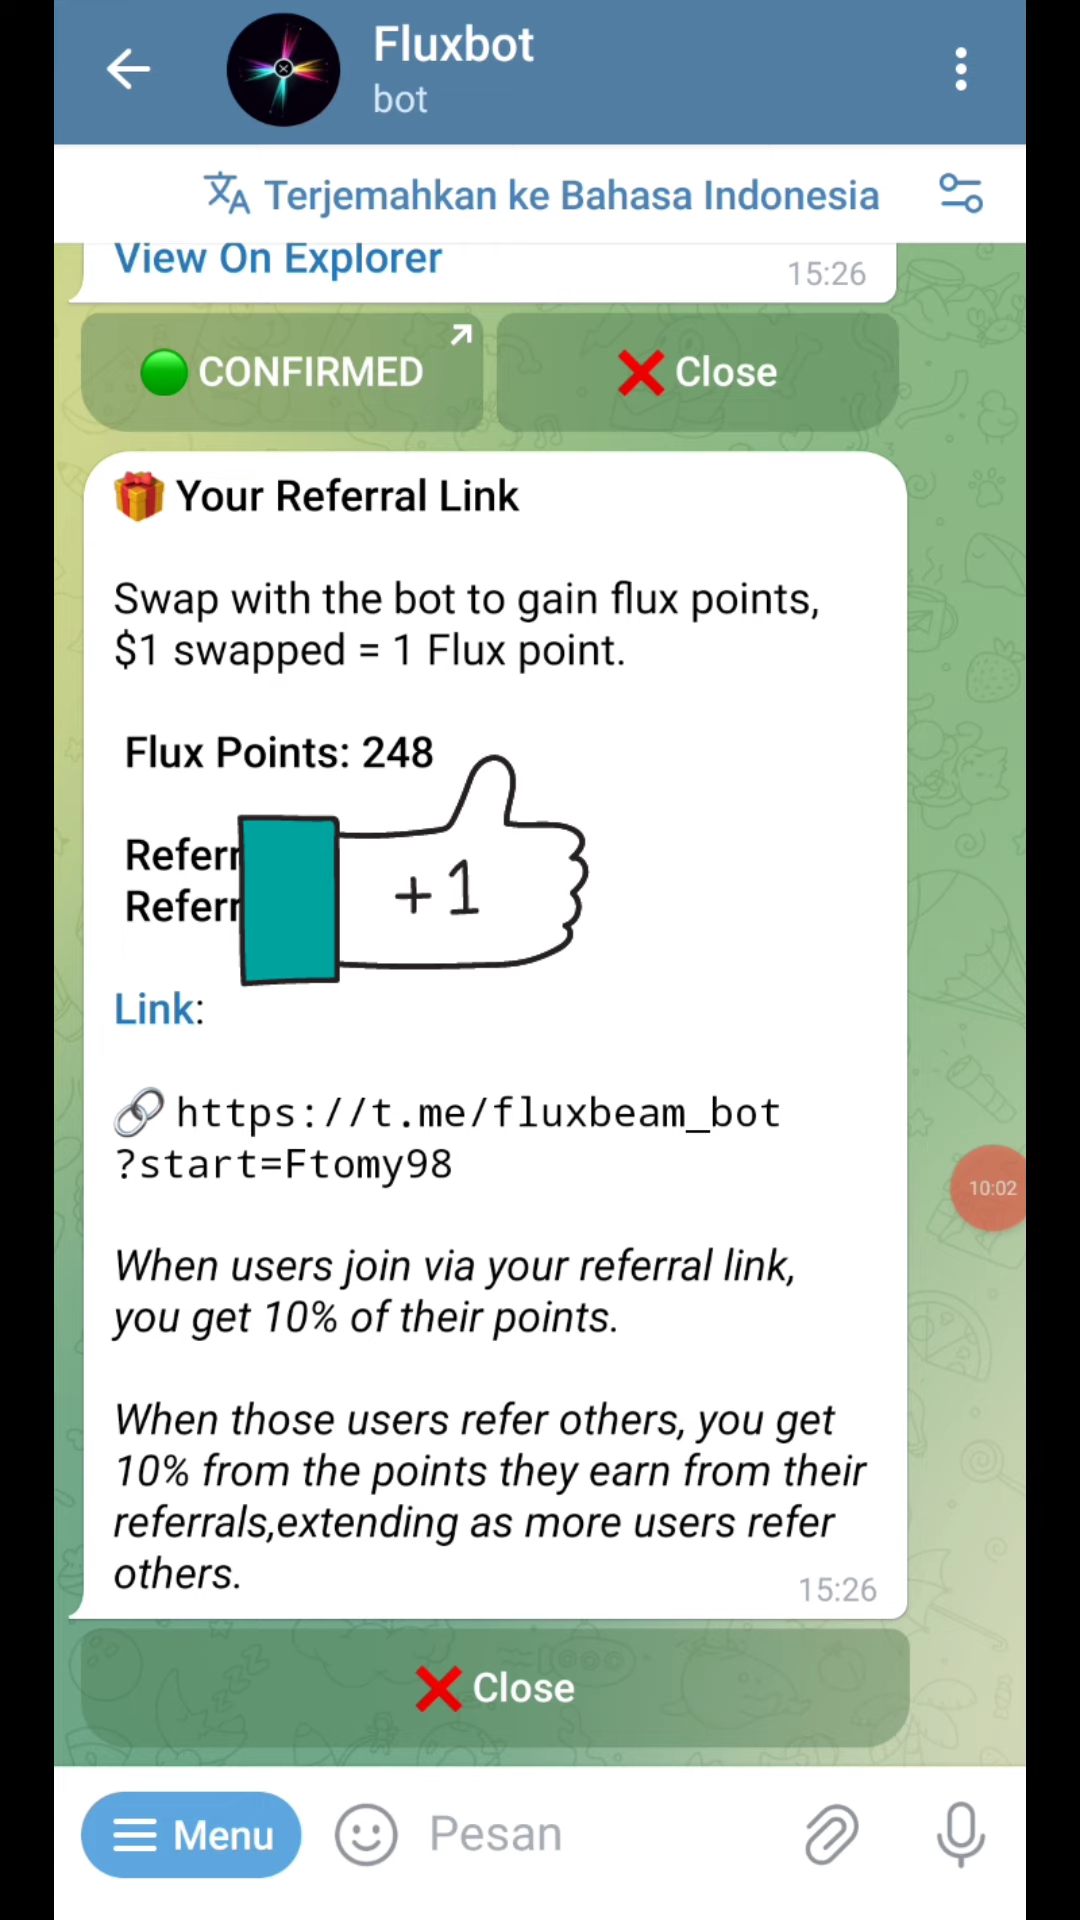 Fluxbot
bot
Terjemahkan ke Bahasa Indonesia
View On Explorer
15:26
CONFIRMED
Close
Your Referral Link
Swap with the bot to gain flux points,
$1 swapped = 1 Flux point.
Flux Points: 248
+1
Link:
https://t.me/fluxbeam_bot
?start=Ftomy98
10:02
When users join via your referral link,
you get 10% of their points.
When those users refer others, you get
10% from the points they earn from their
referrals,extending as more users refer
others.
15:26
Close
Menu
Pesan